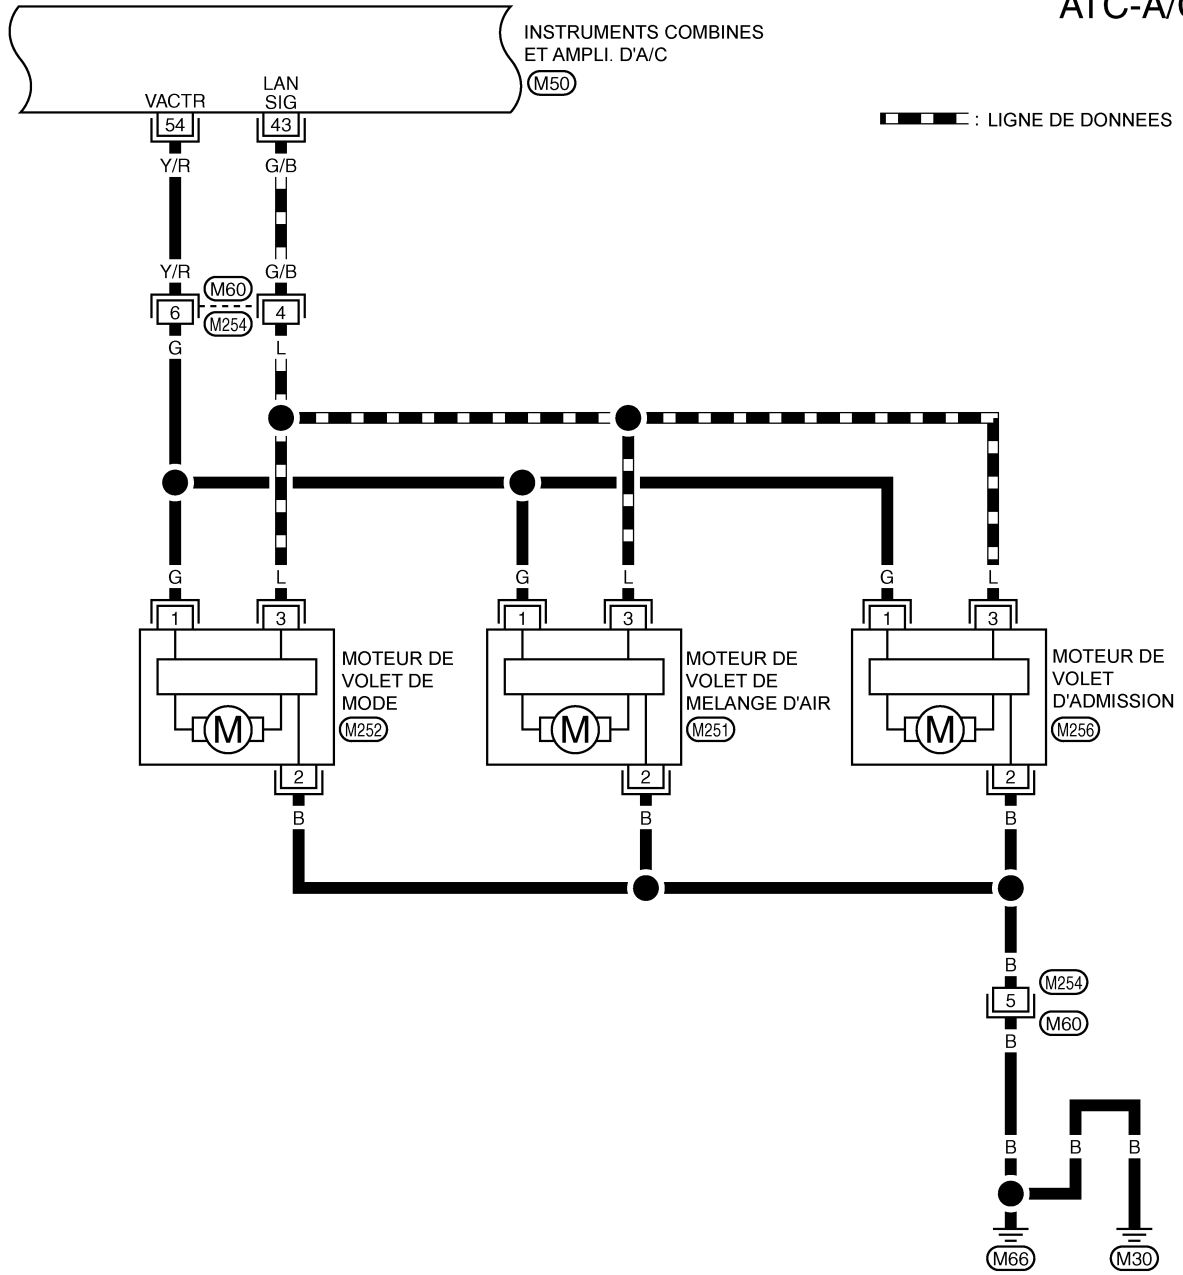 ATC-A/C
INSTRUMENTS COMBINES
ET AMPLI. D'A/C
M50
VACTR
LAN
SIG
54
43
: LIGNE DE DONNEES
Y/R
G/B
Y/R
G/B
M60
6
4
M254
G
L
G
L
G
L
G
L
1
3
1
3
1
3
MOTEUR DE
VOLET DE
MODE
M252
MOTEUR DE
VOLET DE
MELANGE D'AIR
M251
MOTEUR DE
VOLET
D'ADMISSION
M256
M
M
M
2
2
2
B
B
B
B
M254
5
M60
B
B
B
B
M66
M30